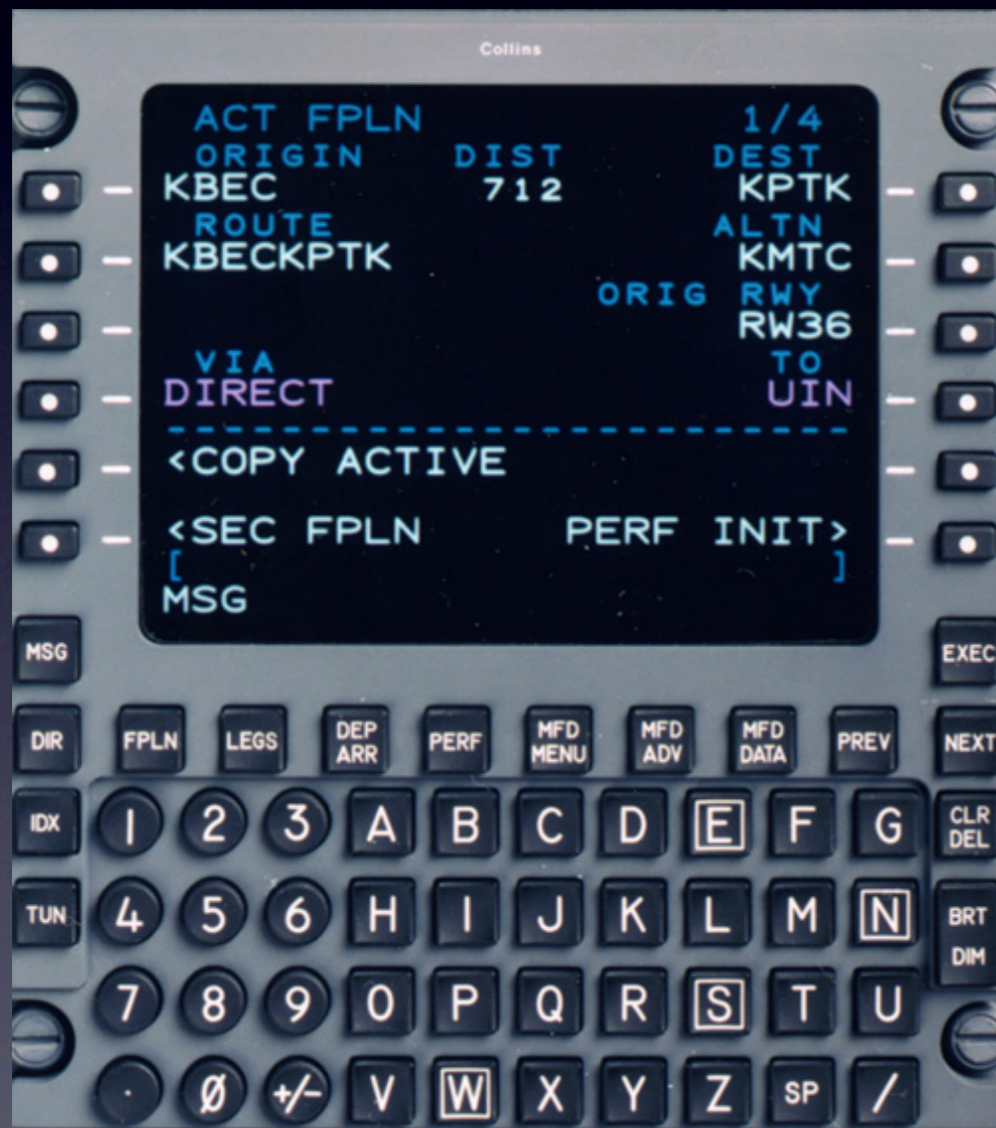 Collins
ACT FPLN 1/4
ORIGIN DIST DEST
KBEC 712 KPTK
ROUTE ALTN
KBECKPTK KMTC
ORIG RWY
RW36
VIA TO
DIRECT UIN
------------------------
<COPY ACTIVE
<SEC FPLN PERF INIT>
[ ]
MSG
MSG EXEC
DIR FPLN LEGS DEP ARR PERF MFD MENU MFD ADV MFD DATA PREV NEXT
IDX 1 2 3 A B C D E F G CLR DEL
TUN 4 5 6 H I J K L M N BRT DIM
7 8 9 O P Q R S T U
. Ø +/- V W X Y Z SP /